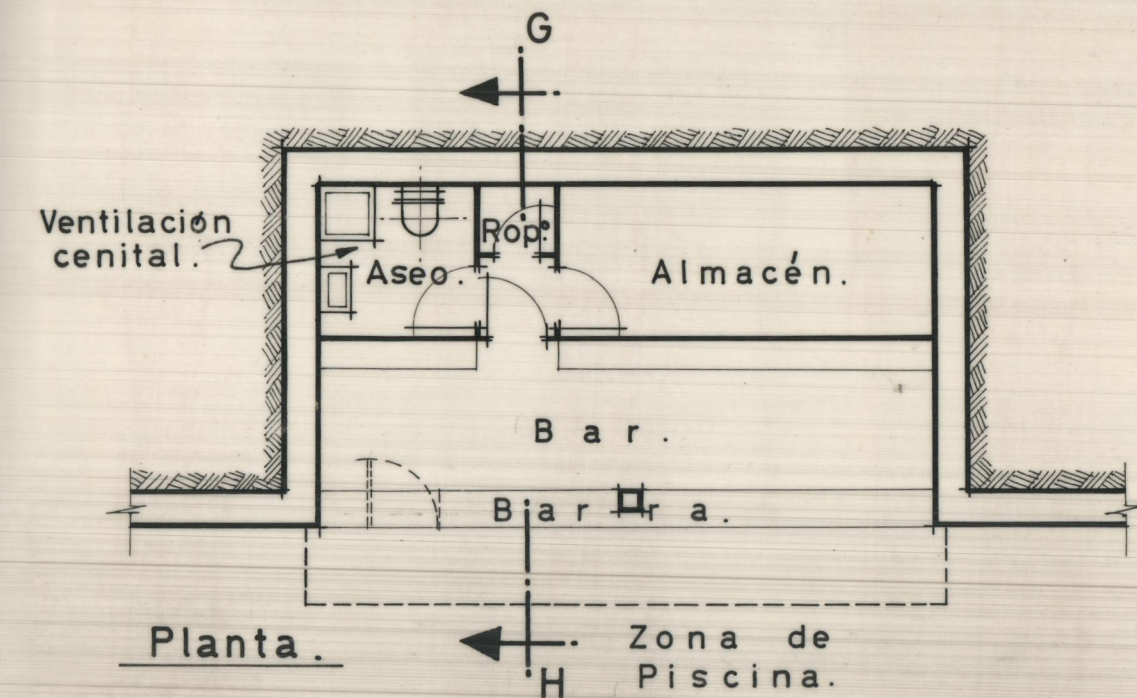 G
Ventilación
cenital.
Rop.º
Aseo.
Almacén.
Bar.
Barra.
Planta.
Zona de
Piscina.
H